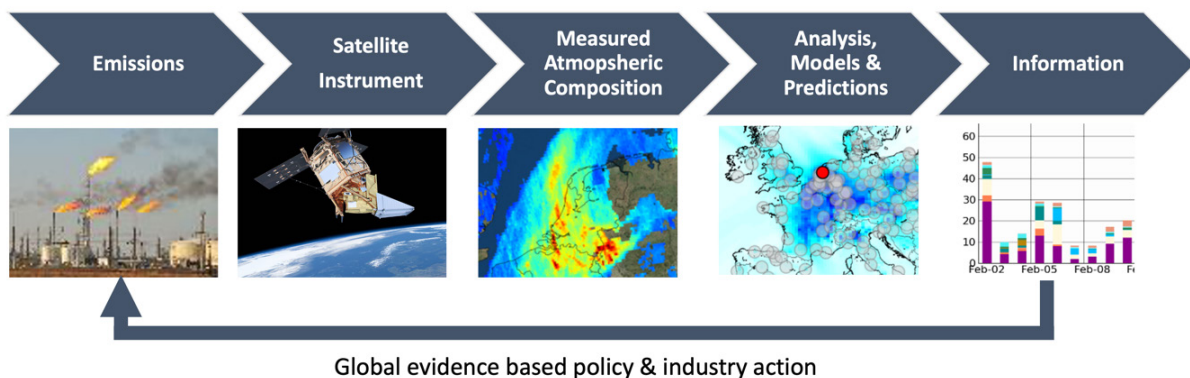 Emissions
Satellite
Instrument
Measured
Atmopsheric
Composition
Analysis,
Models &
Predictions
Information
60
50
40
30
20
10
0
Feb-02
Feb-05
Feb-08
Global evidence based policy & industry action